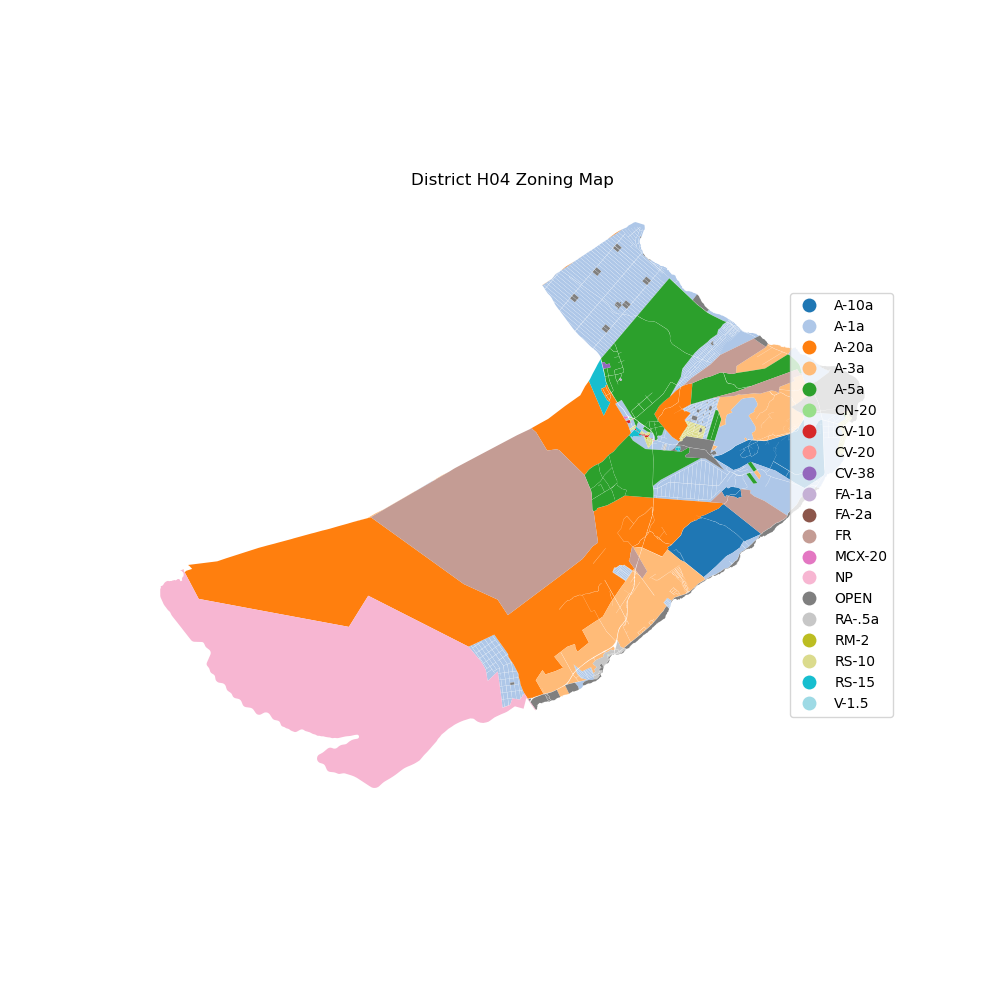 District H04 Zoning Map
A-10a
A-1a
A-20a
A-3a
A-5a
CN-20
CV-10
CV-20
CV-38
FA-1a
FA-2a
FR
MCX-20
NP
OPEN
RA-.5a
RM-2
RS-10
RS-15
V-1.5